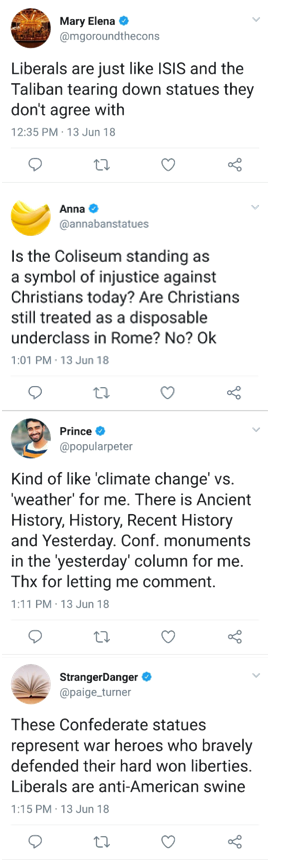 Mary Elena
@mgoroundthecons
Liberals are just like ISIS and the
Taliban tearing down statues they
don't agree with
12:35 PM · 13 Jun 18
Anna
@annabanstatues
Is the Coliseum standing as
a symbol of injustice against
Christians today? Are Christians
still treated as a disposable
underclass in Rome? No? Ok
1:01 PM · 13 Jun 18
Prince
@popularpeter
Kind of like 'climate change' vs.
'weather' for me. There is Ancient
History, History, Recent History
and Yesterday. Conf. monuments
in the 'yesterday' column for me.
Thx for letting me comment.
1:11 PM · 13 Jun 18
StrangerDanger
@paige_turner
These Confederate statues
represent war heroes who bravely
defended their hard won liberties.
Liberals are anti-American swine
1:15 PM · 13 Jun 18